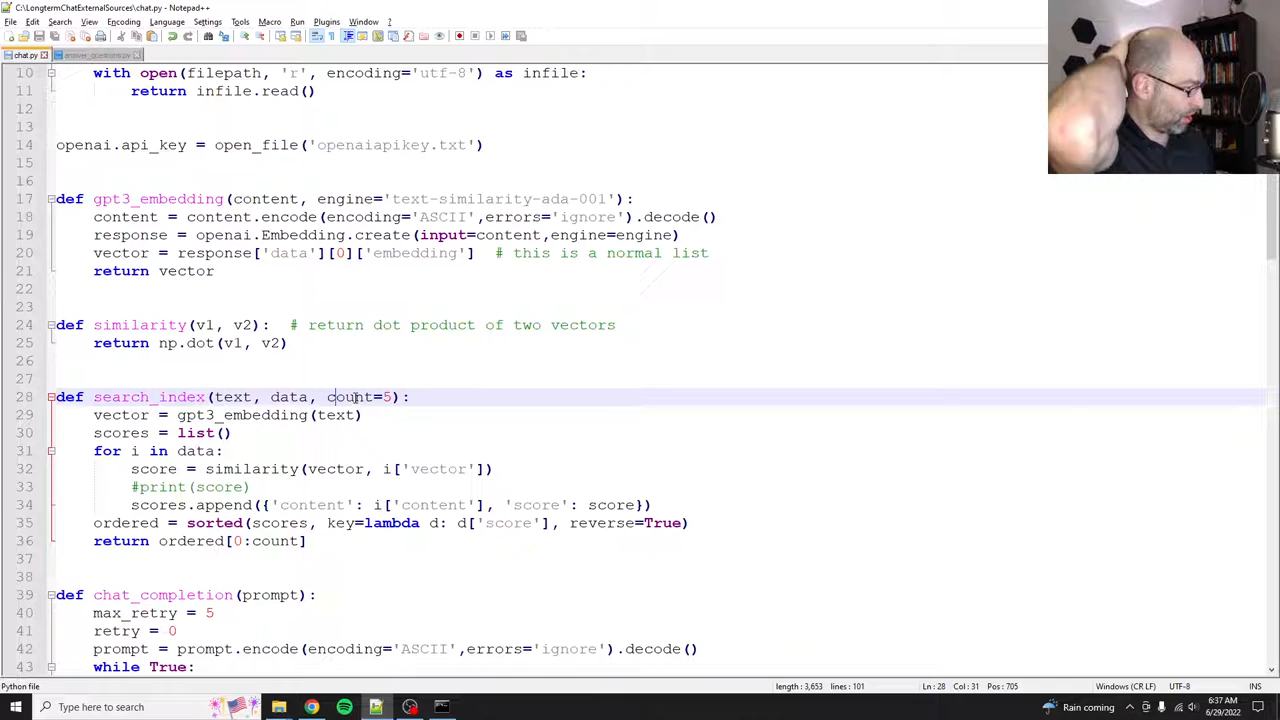 C:\LongtermChatExternalSources\chat.py - Notepad++
File Edit Search View Encoding Language Settings Tools Macro Run Plugins Window ?
chat.py answer_questions.py
10 with open(filepath, 'r', encoding='utf-8') as infile:
11 return infile.read()
12
13
14 openai.api_key = open_file('openaiapikey.txt')
15
16
17 def gpt3_embedding(content, engine='text-similarity-ada-001'):
18 content = content.encode(encoding='ASCII',errors='ignore').decode()
19 response = openai.Embedding.create(input=content,engine=engine)
20 vector = response['data'][0]['embedding'] # this is a normal list
21 return vector
22
23
24 def similarity(v1, v2): # return dot product of two vectors
25 return np.dot(v1, v2)
26
27
28 def search_index(text, data, count=5):
29 vector = gpt3_embedding(text)
30 scores = list()
31 for i in data:
32 score = similarity(vector, i['vector'])
33 #print(score)
34 scores.append({'content': i['content'], 'score': score})
35 ordered = sorted(scores, key=lambda d: d['score'], reverse=True)
36 return ordered[0:count]
37
38
39 def chat_completion(prompt):
40 max_retry = 5
41 retry = 0
42 prompt = prompt.encode(encoding='ASCII',errors='ignore').decode()
43 while True:
Python file length : 3,653 lines : 101 Ln : 28 Col : 31 Pos : 705 Windows (CR LF) UTF-8 INS
Type here to search Rain coming 6:37 AM
6/29/2022